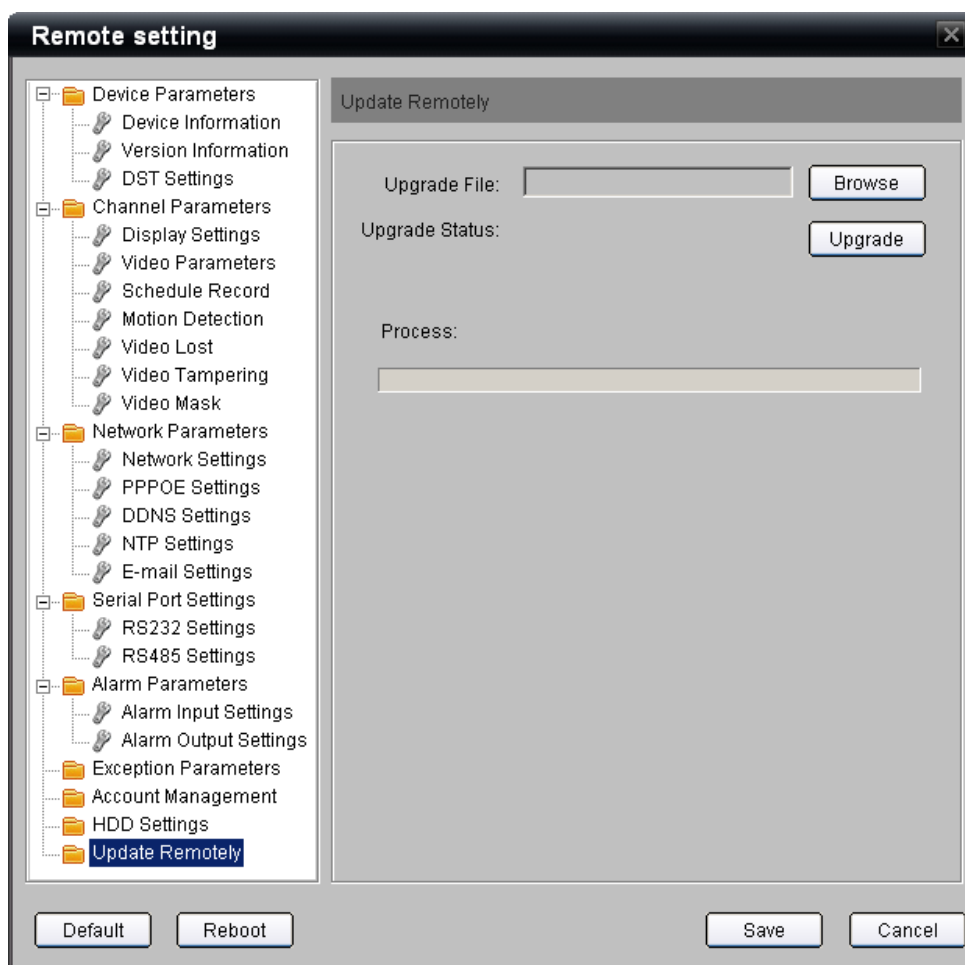 Remote setting
Device Parameters
Device Information
Version Information
DST Settings
Channel Parameters
Display Settings
Video Parameters
Schedule Record
Motion Detection
Video Lost
Video Tampering
Video Mask
Network Parameters
Network Settings
PPPOE Settings
DDNS Settings
NTP Settings
E-mail Settings
Serial Port Settings
RS232 Settings
RS485 Settings
Alarm Parameters
Alarm Input Settings
Alarm Output Settings
Exception Parameters
Account Management
HDD Settings
Update Remotely
Update Remotely
Upgrade File:
Browse
Upgrade Status:
Upgrade
Process:
Default
Reboot
Save
Cancel